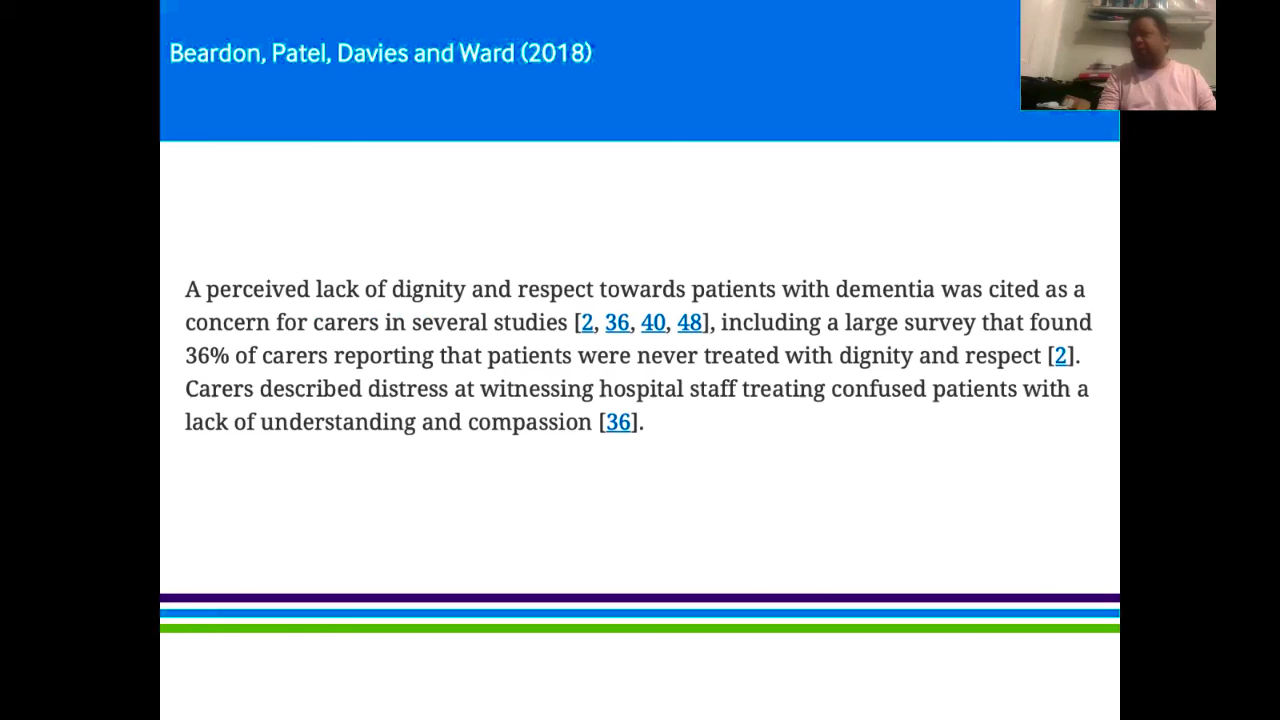 Beardon, Patel, Davies and Ward (2018)
A perceived lack of dignity and respect towards patients with dementia was cited as a
concern for carers in several studies [2, 36, 40, 48], including a large survey that found
36% of carers reporting that patients were never treated with dignity and respect [2].
Carers described distress at witnessing hospital staff treating confused patients with a
lack of understanding and compassion [36].